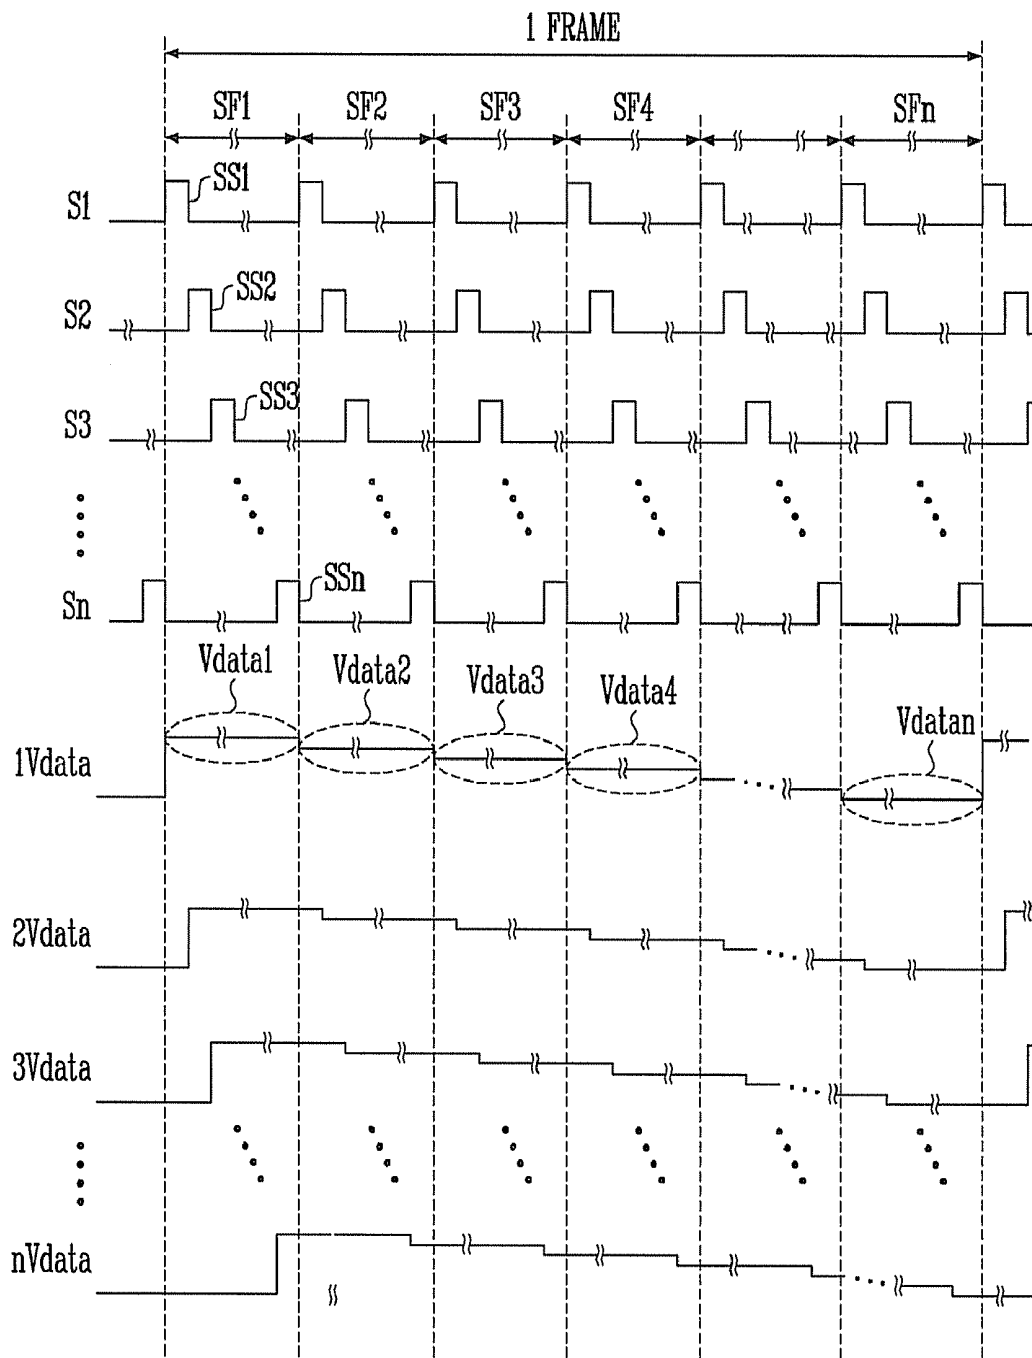 1 FRAME
SF1 SF2 SF3 SF4 SFn
S1 SS1
S2 SS2
S3 SS3
Sn SSn
Vdata1 Vdata2 Vdata3 Vdata4 Vdatan
1Vdata
2Vdata
3Vdata
nVdata